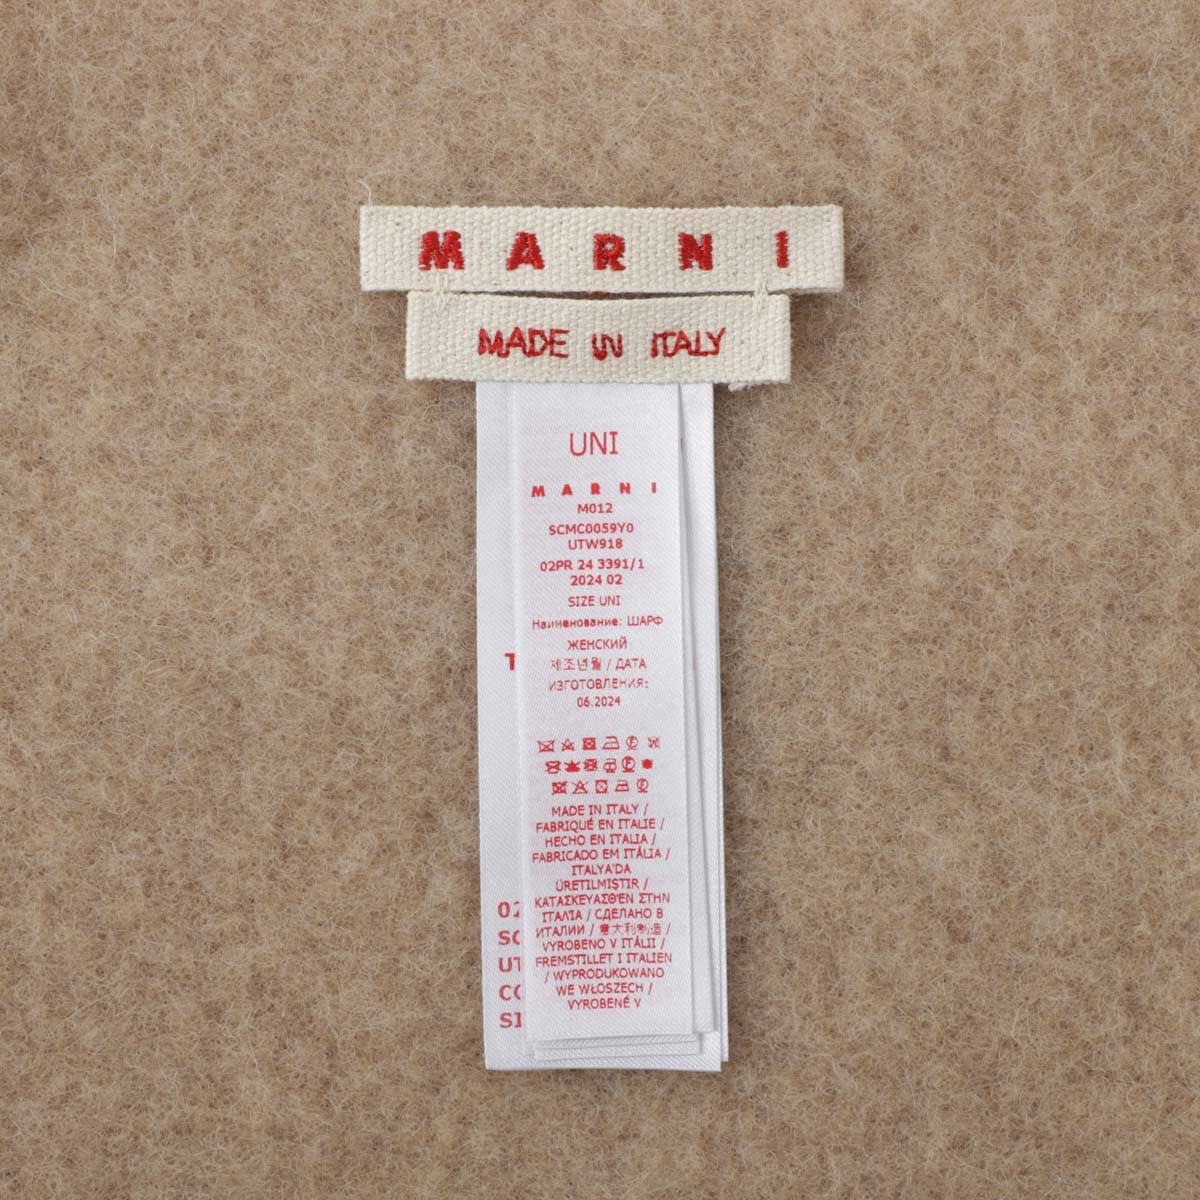 MARNI
MADE IN ITALY
UNI
MARNI
M012
SCMC0059Y0
UTW918
02PR 24 3391/1
2024 02
SIZE UNI
Наименование: ШАРФ
ЖЕНСКИЙ
제조년월 / ДАТА
ИЗГОТОВЛЕНИЯ:
06.2024
MADE IN ITALY /
FABRIQUÉ EN ITALIE /
HECHO EN ITALIA /
FABRICADO EM ITÁLIA /
ITALYA'DA
ÜRETILMIŞTIR /
ΚΑΤΑΣΚΕΥΑΣΘΈΝ ΣΤΗΝ
ΙΤΑΛΊΑ / СДЕЛАНО В
ИТАЛИИ / 意大利制造 /
VYROBENO V ITÁLII /
FREMSTILLET I ITALIEN
/ WYPRODUKOWANO
WE WŁOSZECH /
VYROBENÉ V